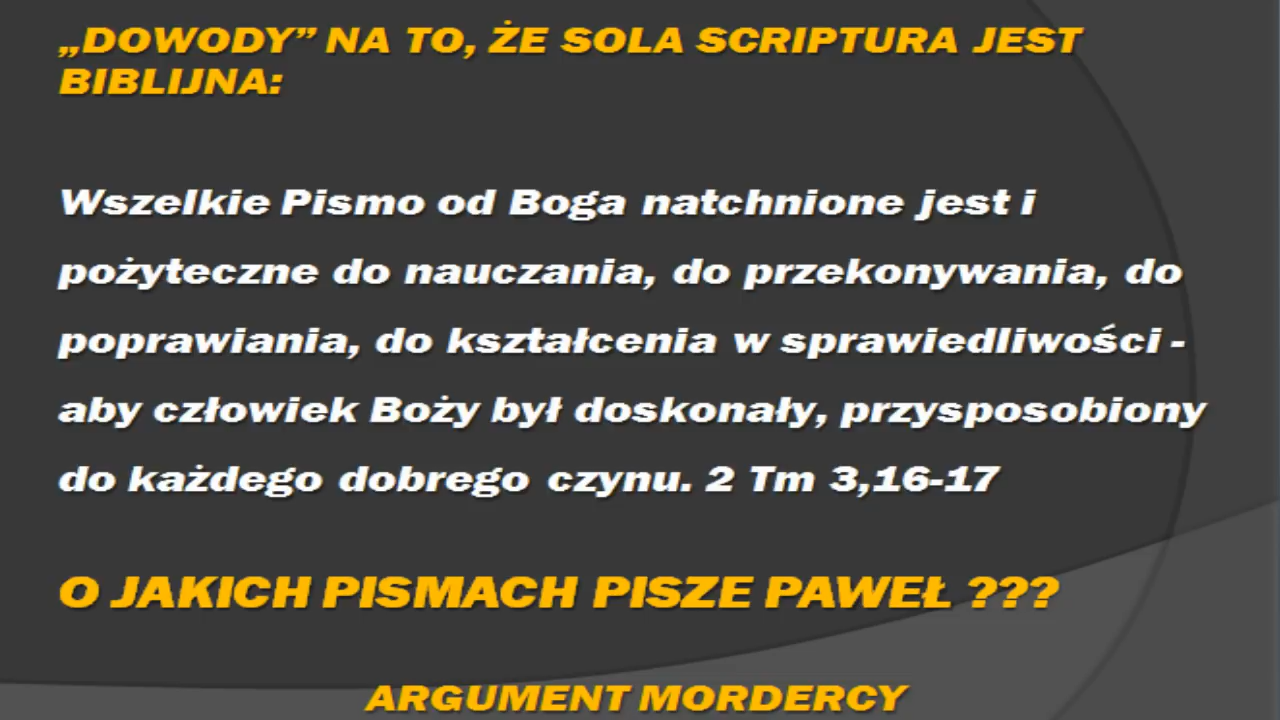 „DOWODY” NA TO, ŻE SOLA SCRIPTURA JEST
BIBLIJNA:
Wszelkie Pismo od Boga natchnione jest i
pożyteczne do nauczania, do przekonywania, do
poprawiania, do kształcenia w sprawiedliwości -
aby człowiek Boży był doskonały, przysposobiony
do każdego dobrego czynu. 2 Tm 3,16-17
O JAKICH PISMACH PISZE PAWEŁ ???
ARGUMENT MORDERCY